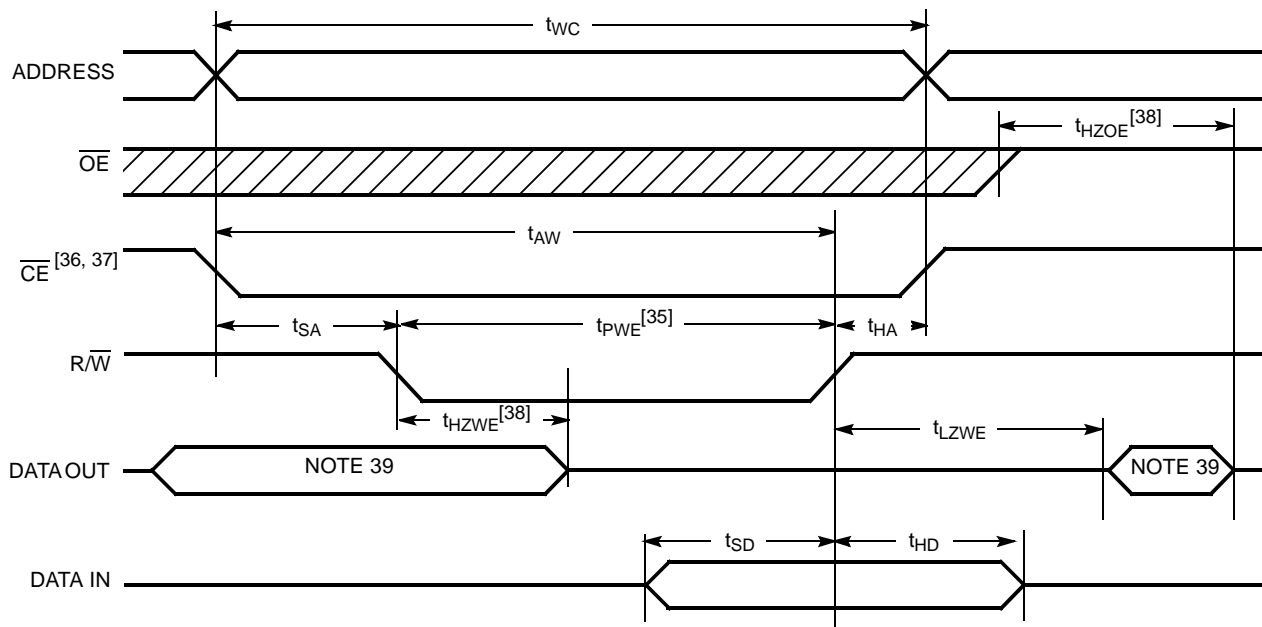 tWC
ADDRESS
tHZOE[38]
OE
tAW
CE [36, 37]
tSA
tPWE[35]
tHA
R/W
tHZWE[38]
tLZWE
DATA OUT
NOTE 39
NOTE 39
tSD
tHD
DATA IN